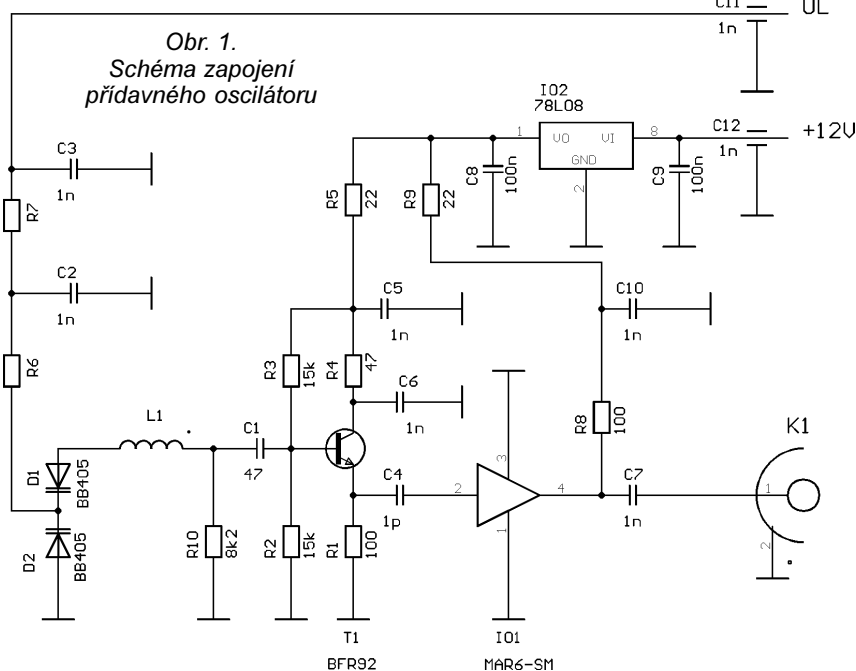 C11
UL
1n
Obr. 1.
Schéma zapojení
přídavného oscilátoru
IO2
78L08
C12
+12V
1
VO
VI
8
1n
C3
GND
C8
100n
C9
100n
1n
R5
22
R9
22
2
R7
C2
C5
C10
1n
1n
1n
R6
R3
15k
R4
47
C6
L1
C1
1n
R8
100
K1
47
3
D1
BB405
C4
2
4
C7
1
1p
1n
D2
BB405
R10
8k2
R2
15k
R1
100
1
2
T1
IO1
BFR92
MAR6-SM